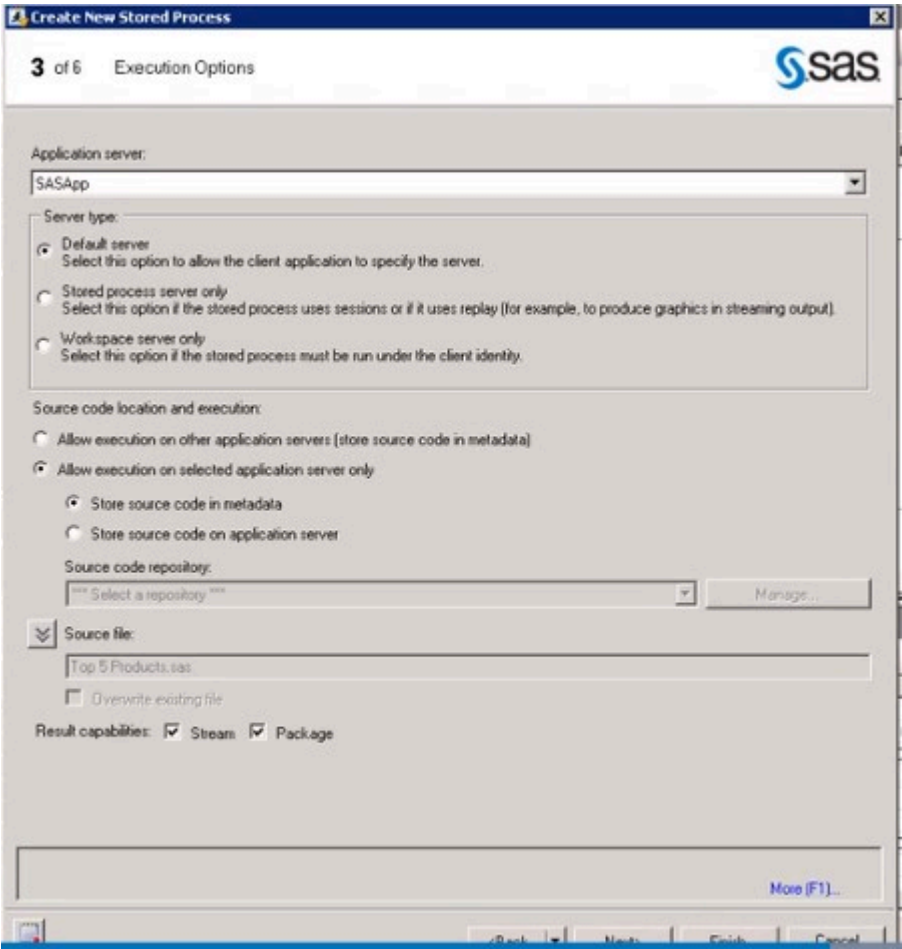 Create New Stored Process
3 of 6 Execution Options
sas
Application server:
SASApp
Server type:
Default server
Select this option to allow the client application to specify the server.
Stored process server only
Select this option if the stored process uses sessions or if it uses replay (for example, to produce graphics in streaming output).
Workspace server only
Select this option if the stored process must be run under the client identity.
Source code location and execution:
Allow execution on other application servers (store source code in metadata)
Allow execution on selected application server only
Store source code in metadata
Store source code on application server
Source code repository:
*** Select a repository ***
Manage...
Source file:
Top 5 Products.sas
Overwrite existing file
Result capabilities: Stream Package
More (F1)...
<Back Next> Finish Cancel